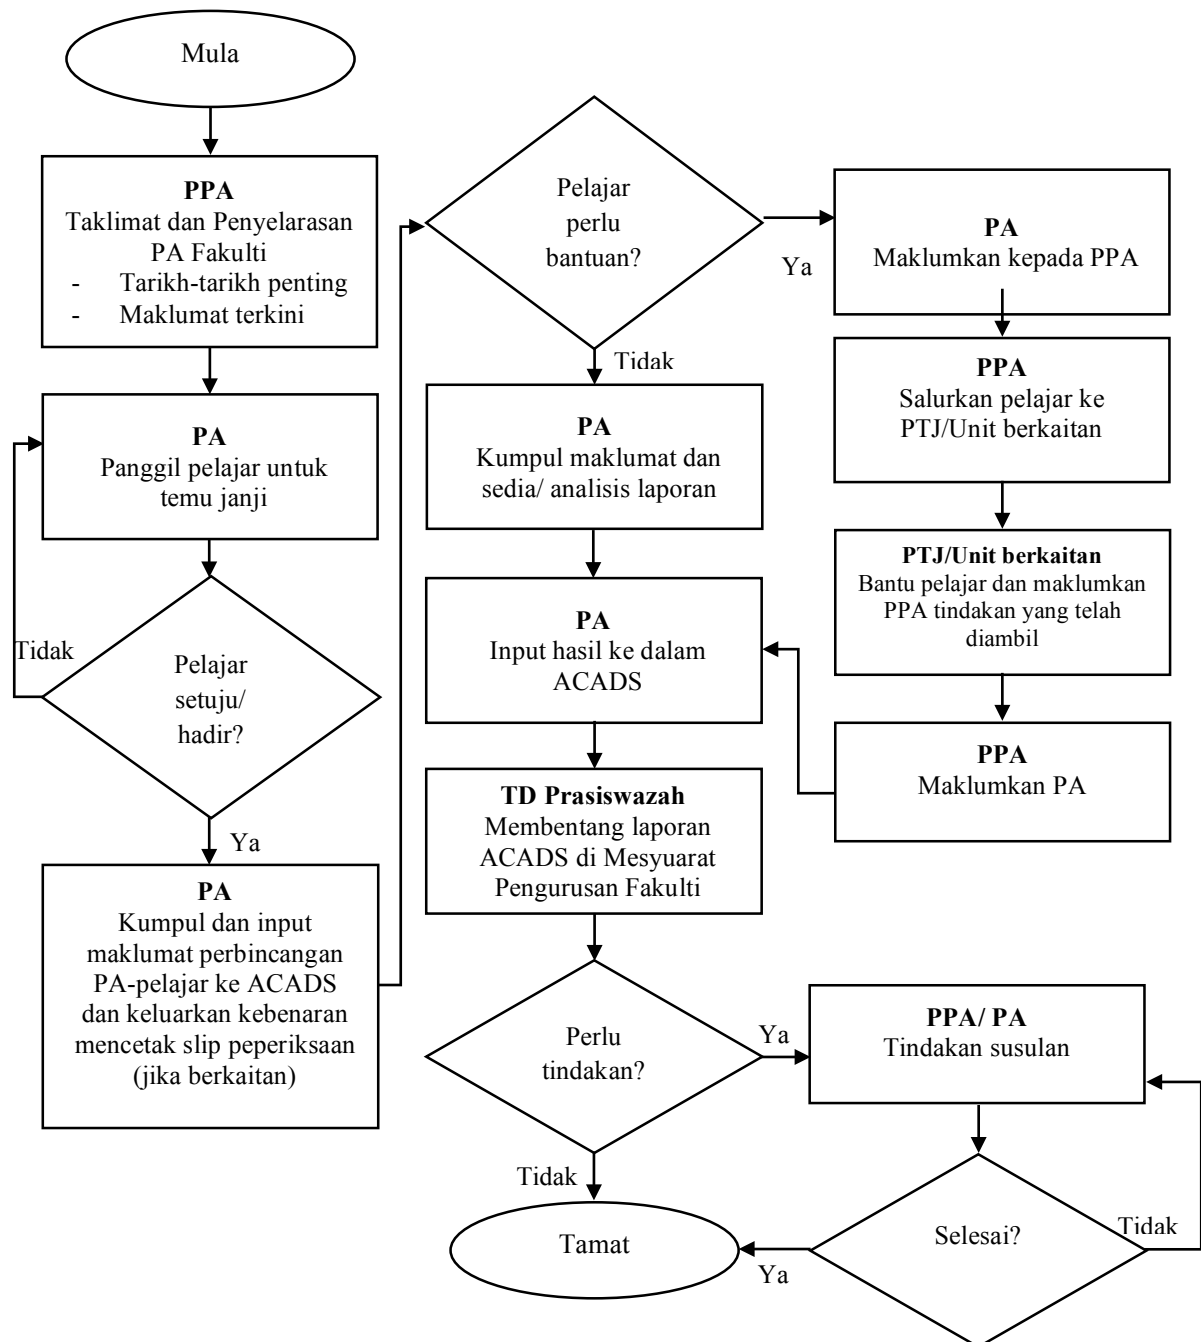 Mula
PPA
Taklimat dan Penyelarasan
PA Fakulti
- Tarikh-tarikh penting
- Maklumat terkini
PA
Panggil pelajar untuk
temu janji
Tidak
Pelajar
setuju/
hadir?
Ya
PA
Kumpul dan input
maklumat perbincangan
PA-pelajar ke ACADS
dan keluarkan kebenaran
mencetak slip peperiksaan
(jika berkaitan)
Pelajar
perlu
bantuan?
Ya
Tidak
PA
Maklumkan kepada PPA
PPA
Salurkan pelajar ke
PTJ/Unit berkaitan
PTJ/Unit berkaitan
Bantu pelajar dan maklumkan
PPA tindakan yang telah
diambil
PPA
Maklumkan PA
PA
Kumpul maklumat dan
sedia/ analisis laporan
PA
Input hasil ke dalam
ACADS
TD Prasiswazah
Membentang laporan
ACADS di Mesyuarat
Pengurusan Fakulti
Perlu
tindakan?
Ya
Tidak
PPA/ PA
Tindakan susulan
Selesai?
Tidak
Ya
Tamat